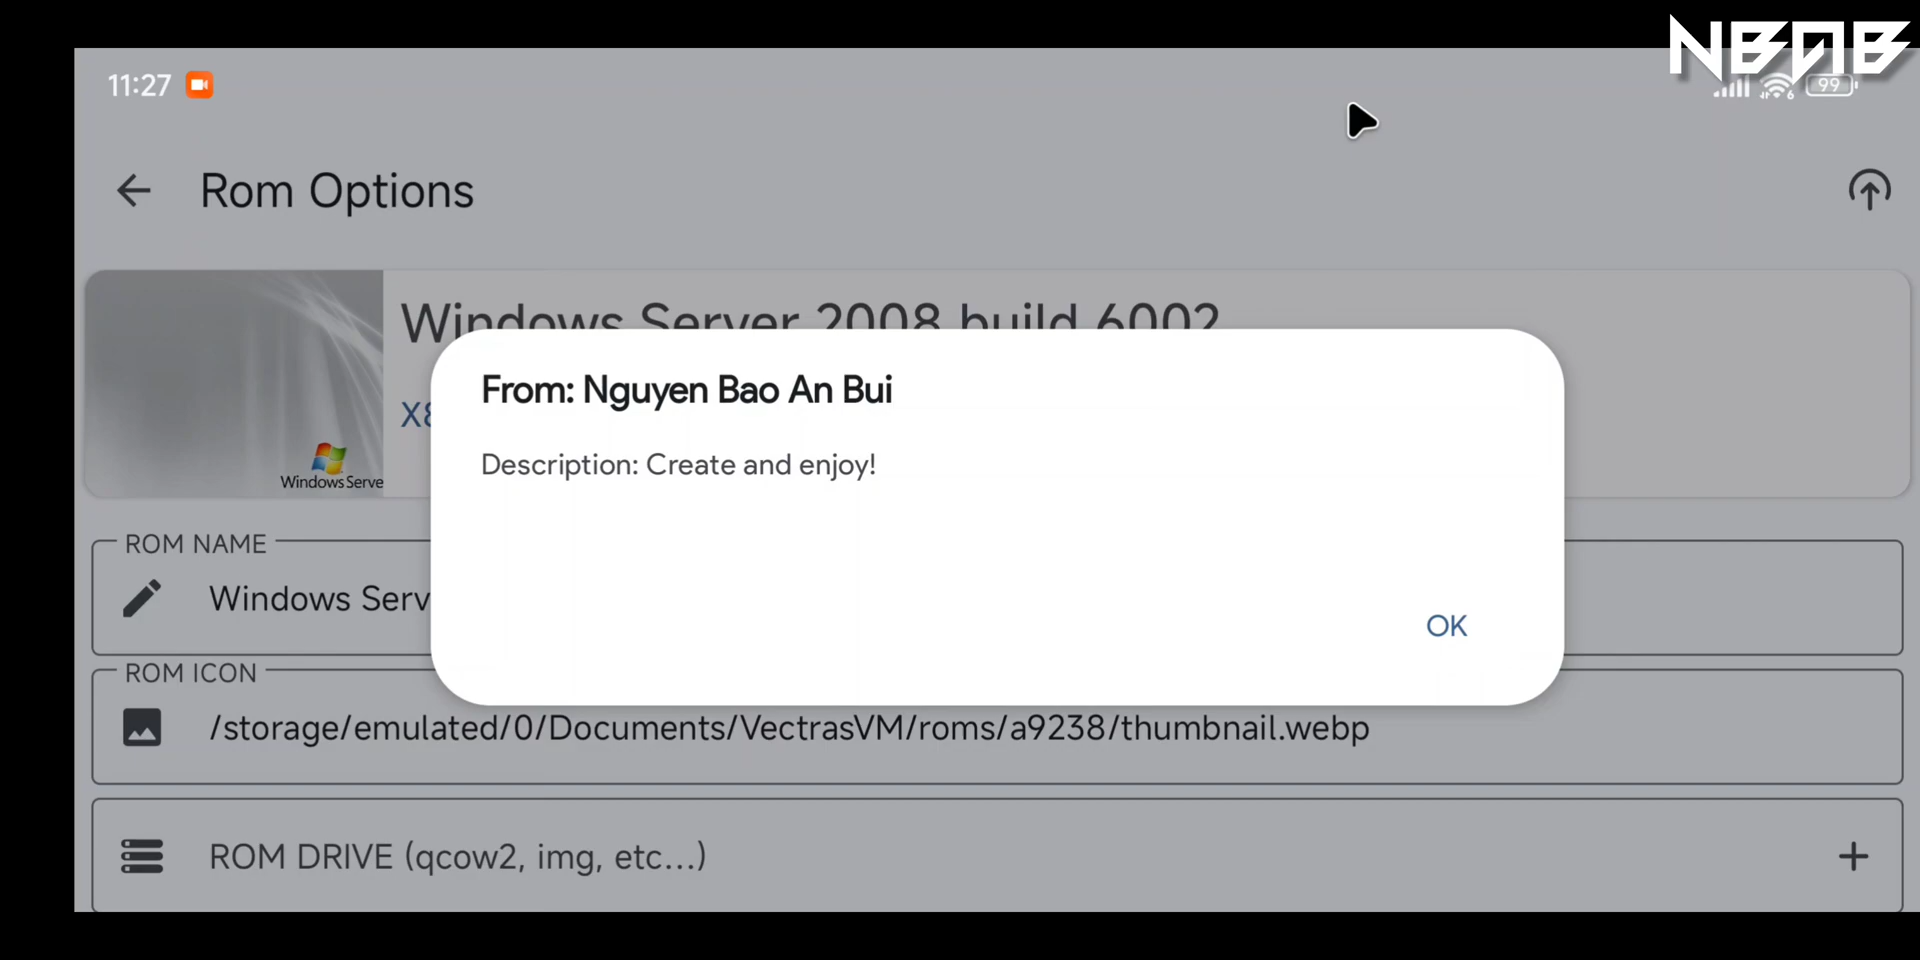 NBAB
11:27
99
Rom Options
Windows Server 2008 build 6002
X8
Windows Serve
From: Nguyen Bao An Bui
Description: Create and enjoy!
OK
ROM NAME
Windows Serv
ROM ICON
/storage/emulated/0/Documents/VectrasVM/roms/a9238/thumbnail.webp
ROM DRIVE (qcow2, img, etc...)